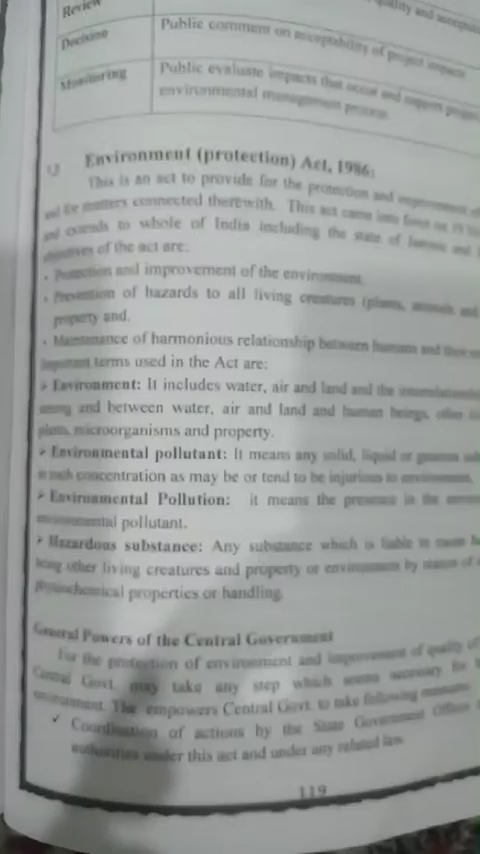 Review
quality and
Decision
Public comment on acceptability of project impacts
Monitoring
Public evaluate impacts that occur and support
environmental management process
Environment (protection) Act, 1986:
This is an act to provide for the protection and improvement
and for matters connected therewith. This act came into force on 19
and extends to whole of India including the state of Jammu and
objectives of the act are:
• Protection and improvement of the environment
• Prevention of hazards to all living creatures (plants, animals and
property and.
• Maintenance of harmonious relationship between humans and their
Important terms used in the Act are:
➢ Environment: It includes water, air and land and the
among and between water, air and land and human beings, other
plants, microorganisms and property.
➢ Environmental pollutant: It means any solid, liquid or gaseous
in such concentration as may be or tend to be injurious to environment.
➢ Environmental Pollution: it means the presence in the
environmental pollutant.
➢ Hazardous substance: Any substance which is liable to cause
being other living creatures and property or environment by reason of
physiochemical properties or handling.
General Powers of the Central Government
For the protection of environment and improvement of quality of
Central Govt. may take any step which seems necessary for
environment. The empowers Central Govt. to take following measures
✓ Coordination of actions by the State Government Officers
authorities under this act and under any related law.
119